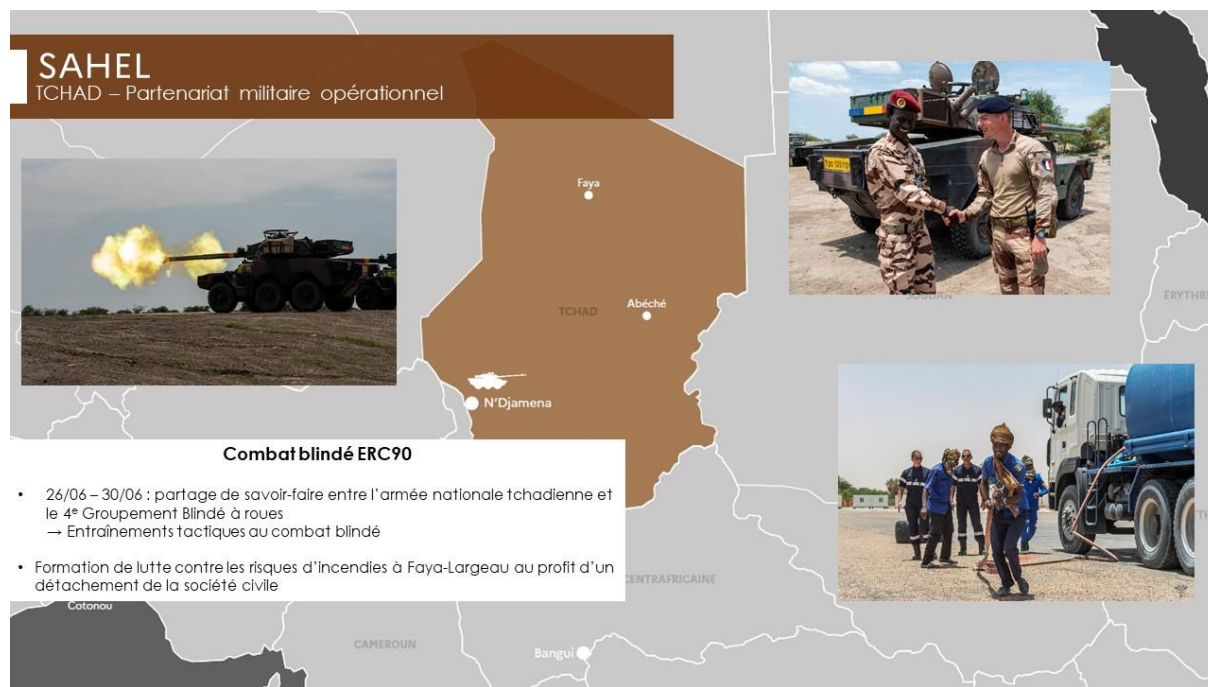 SAHEL
TCHAD – Partenariat militaire opérationnel
Faya
TCHAD
Abéché
N'Djamena
SOUDAN
ERYTHR
Combat blindé ERC90
• 26/06 – 30/06 : partage de savoir-faire entre l'armée nationale tchadienne et
le 4e Groupement Blindé à roues
→ Entraînements tactiques au combat blindé
• Formation de lutte contre les risques d'incendies à Faya-Largeau au profit d'un
détachement de la société civile
CENTRAFRICAINE
ETH
Cotonou
CAMEROUN
Bangui